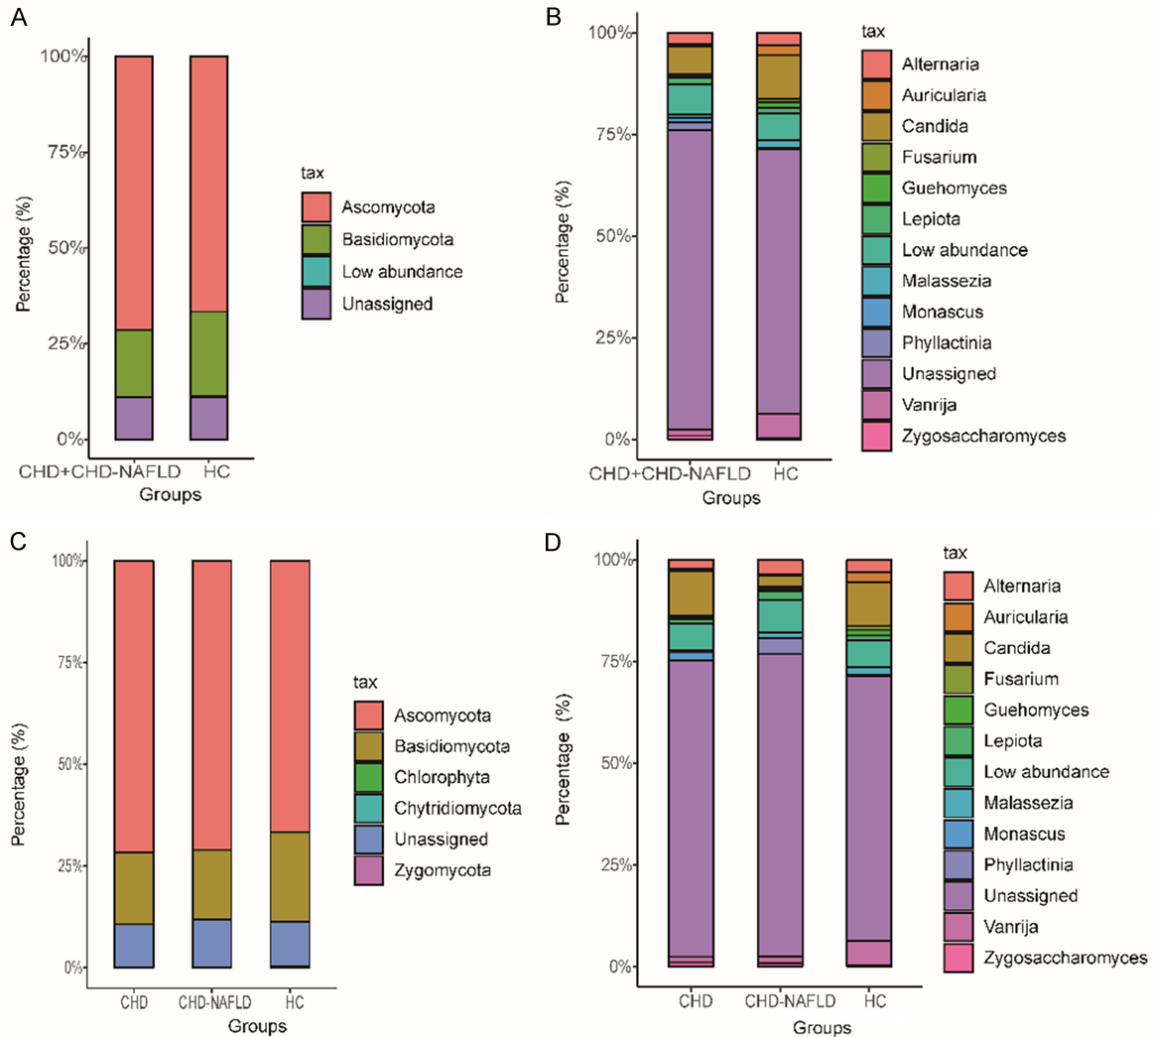 A
100%
75%
50%
25%
0%
Percentage (%)
CHD+CHD-NAFLD HC
Groups
tax
Ascomycota
Basidiomycota
Low abundance
Unassigned
B
100%
75%
50%
25%
0%
Percentage (%)
CHD+CHD-NAFLD HC
Groups
tax
Alternaria
Auricularia
Candida
Fusarium
Guehomyces
Lepiota
Low abundance
Malassezia
Monascus
Phyllactinia
Unassigned
Vanrija
Zygosaccharomyces
C
100%
75%
50%
25%
0%
Percentage (%)
CHD CHD-NAFLD HC
Groups
tax
Ascomycota
Basidiomycota
Chlorophyta
Chytridiomycota
Unassigned
Zygomycota
D
100%
75%
50%
25%
0%
Percentage (%)
CHD CHD-NAFLD HC
Groups
tax
Alternaria
Auricularia
Candida
Fusarium
Guehomyces
Lepiota
Low abundance
Malassezia
Monascus
Phyllactinia
Unassigned
Vanrija
Zygosaccharomyces